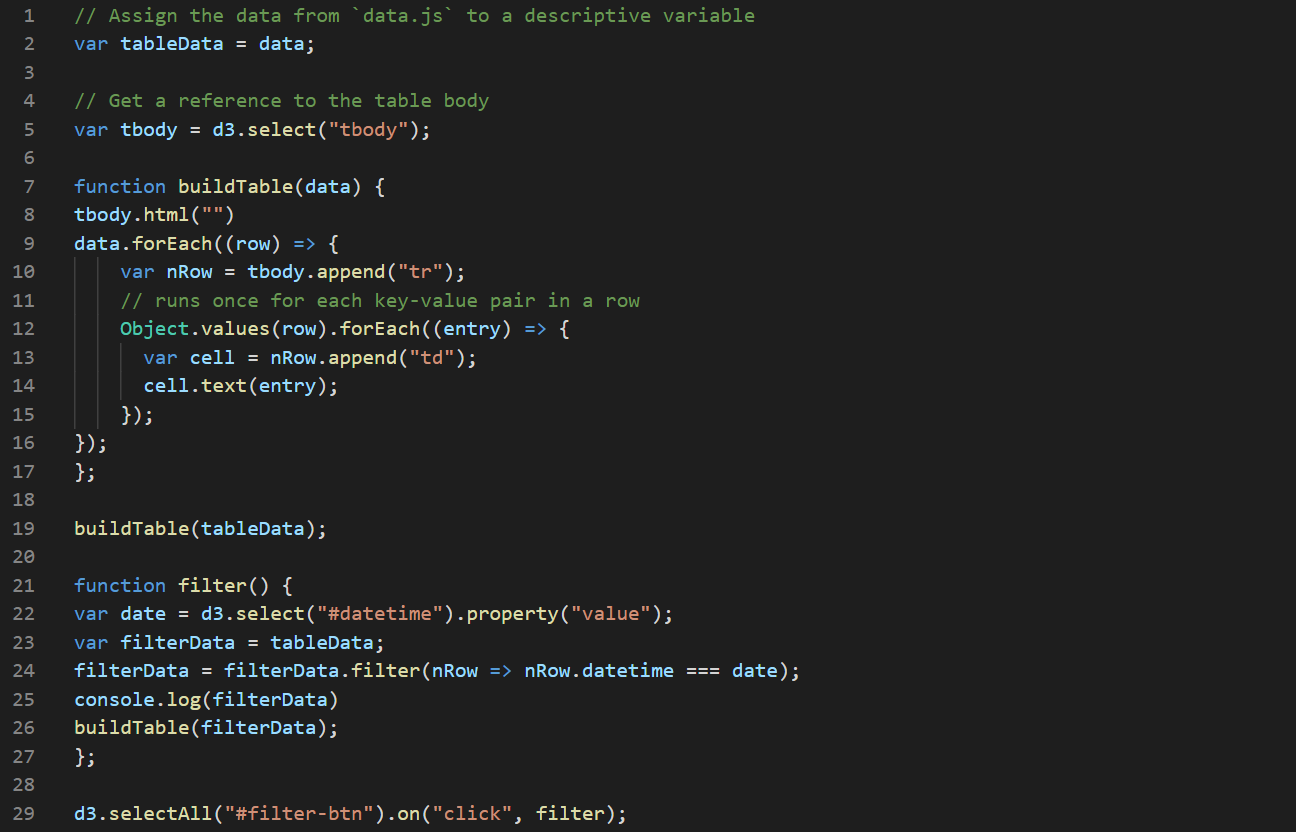 1 // Assign the data from `data.js` to a descriptive variable
2 var tableData = data;
3
4 // Get a reference to the table body
5 var tbody = d3.select("tbody");
6
7 function buildTable(data) {
8 tbody.html("")
9 data.forEach((row) => {
10     var nRow = tbody.append("tr");
11     // runs once for each key-value pair in a row
12     Object.values(row).forEach((entry) => {
13       var cell = nRow.append("td");
14       cell.text(entry);
15     });
16 });
17 };
18
19 buildTable(tableData);
20
21 function filter() {
22 var date = d3.select("#datetime").property("value");
23 var filterData = tableData;
24 filterData = filterData.filter(nRow => nRow.datetime === date);
25 console.log(filterData)
26 buildTable(filterData);
27 };
28
29 d3.selectAll("#filter-btn").on("click", filter);